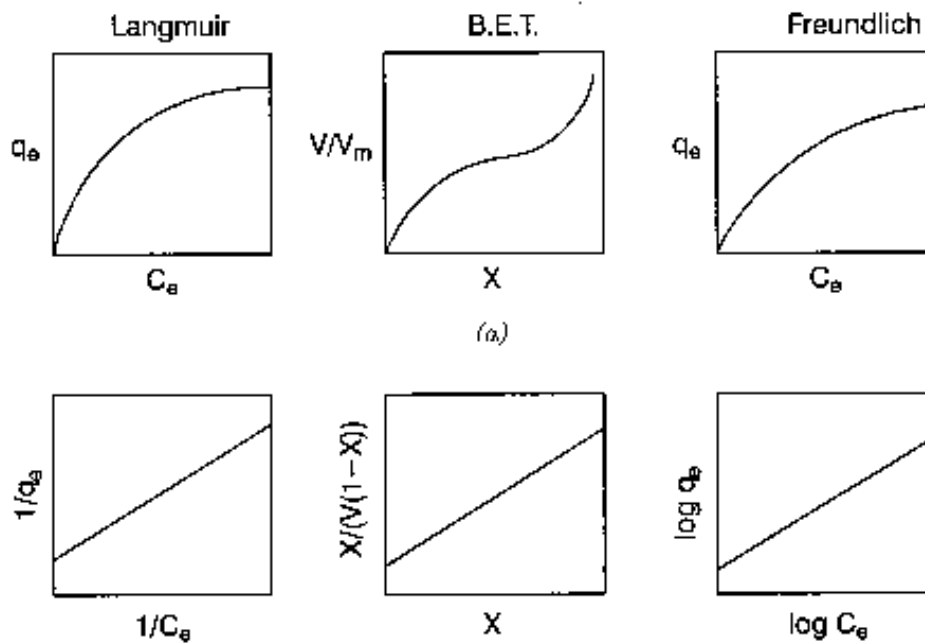 Langmuir B.E.T. Freundlich
qₑ V/Vₘ qₑ
Cₑ X Cₑ
(a)
1/qₑ X/(V(1−X)) log qₑ
1/Cₑ X log Cₑ